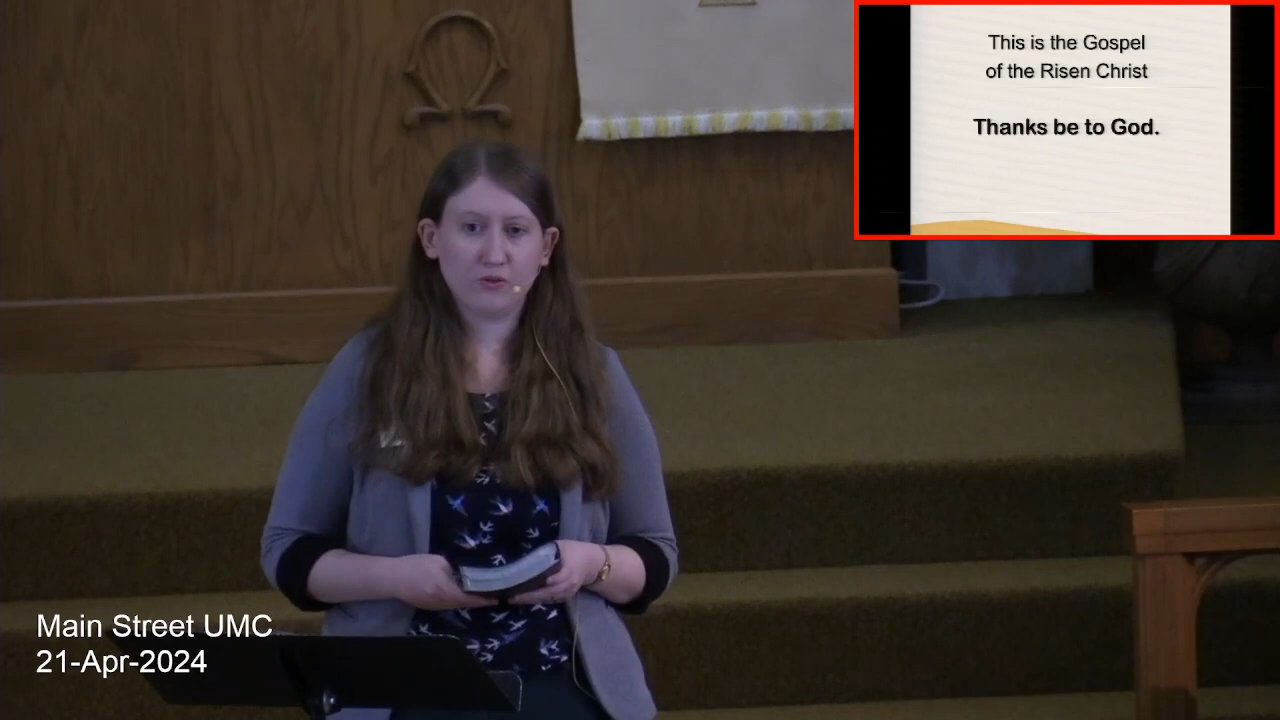 This is the Gospel
of the Risen Christ
Thanks be to God.
Main Street UMC
21-Apr-2024